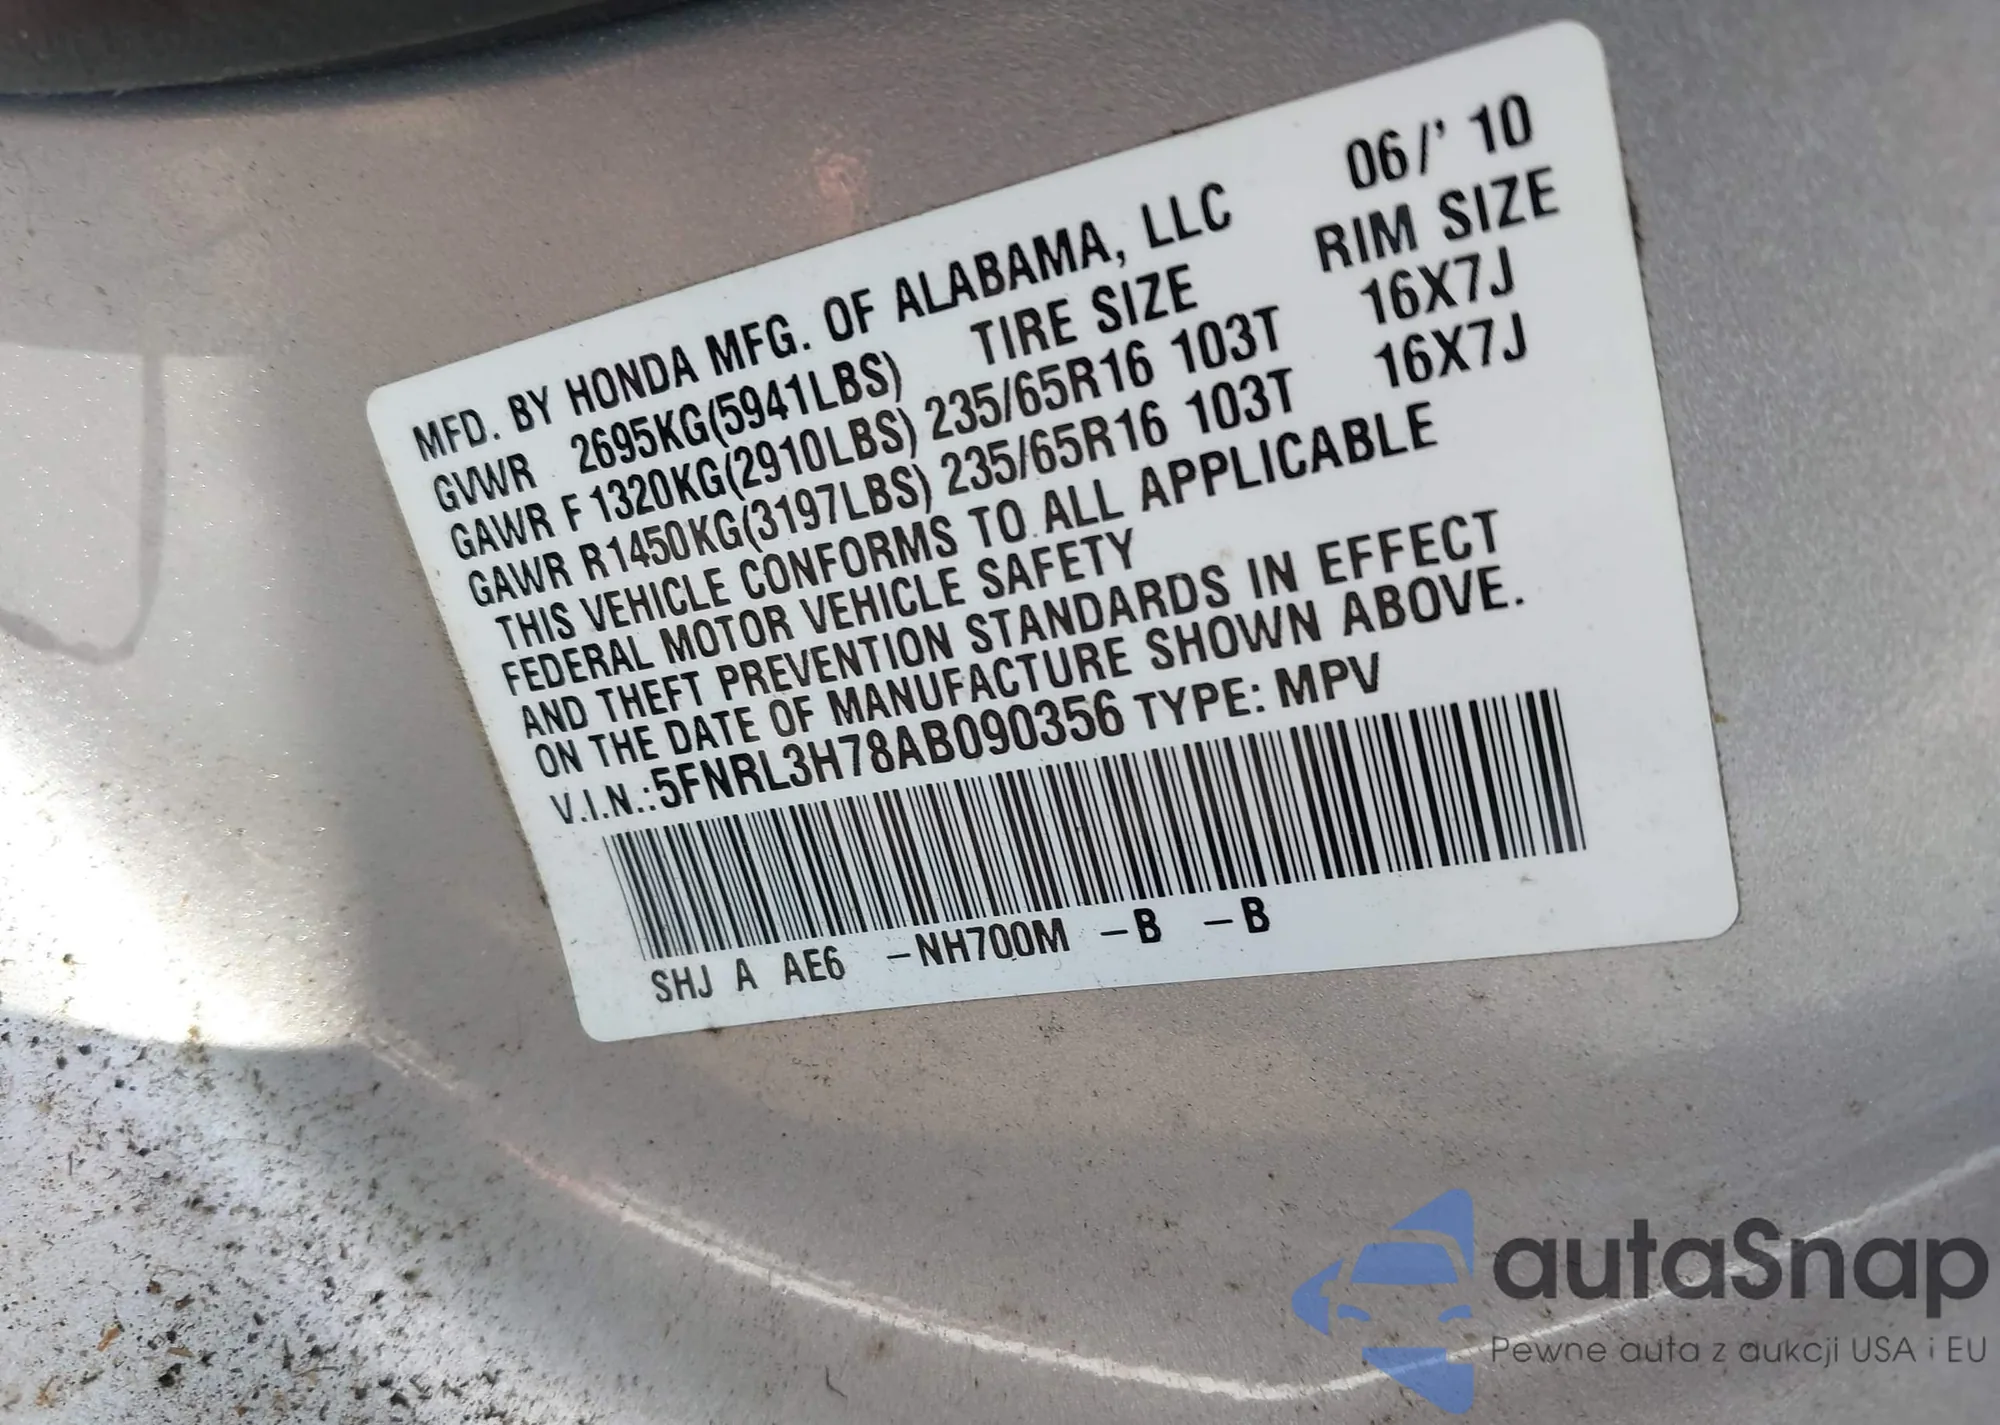 MFD. BY HONDA MFG. OF ALABAMA, LLC 06/' 10
GVWR 2695KG(5941LBS) TIRE SIZE RIM SIZE
GAWR F 1320KG(2910LBS) 235/65R16 103T 16X7J
GAWR R1450KG(3197LBS) 235/65R16 103T 16X7J
THIS VEHICLE CONFORMS TO ALL APPLICABLE
FEDERAL MOTOR VEHICLE SAFETY
AND THEFT PREVENTION STANDARDS IN EFFECT
ON THE DATE OF MANUFACTURE SHOWN ABOVE.
V.I.N.:5FNRL3H78AB090356 TYPE: MPV
SHJ A AE6 -NH700M -B -B
autaSnap
Pewne auta z aukcji USA i EU